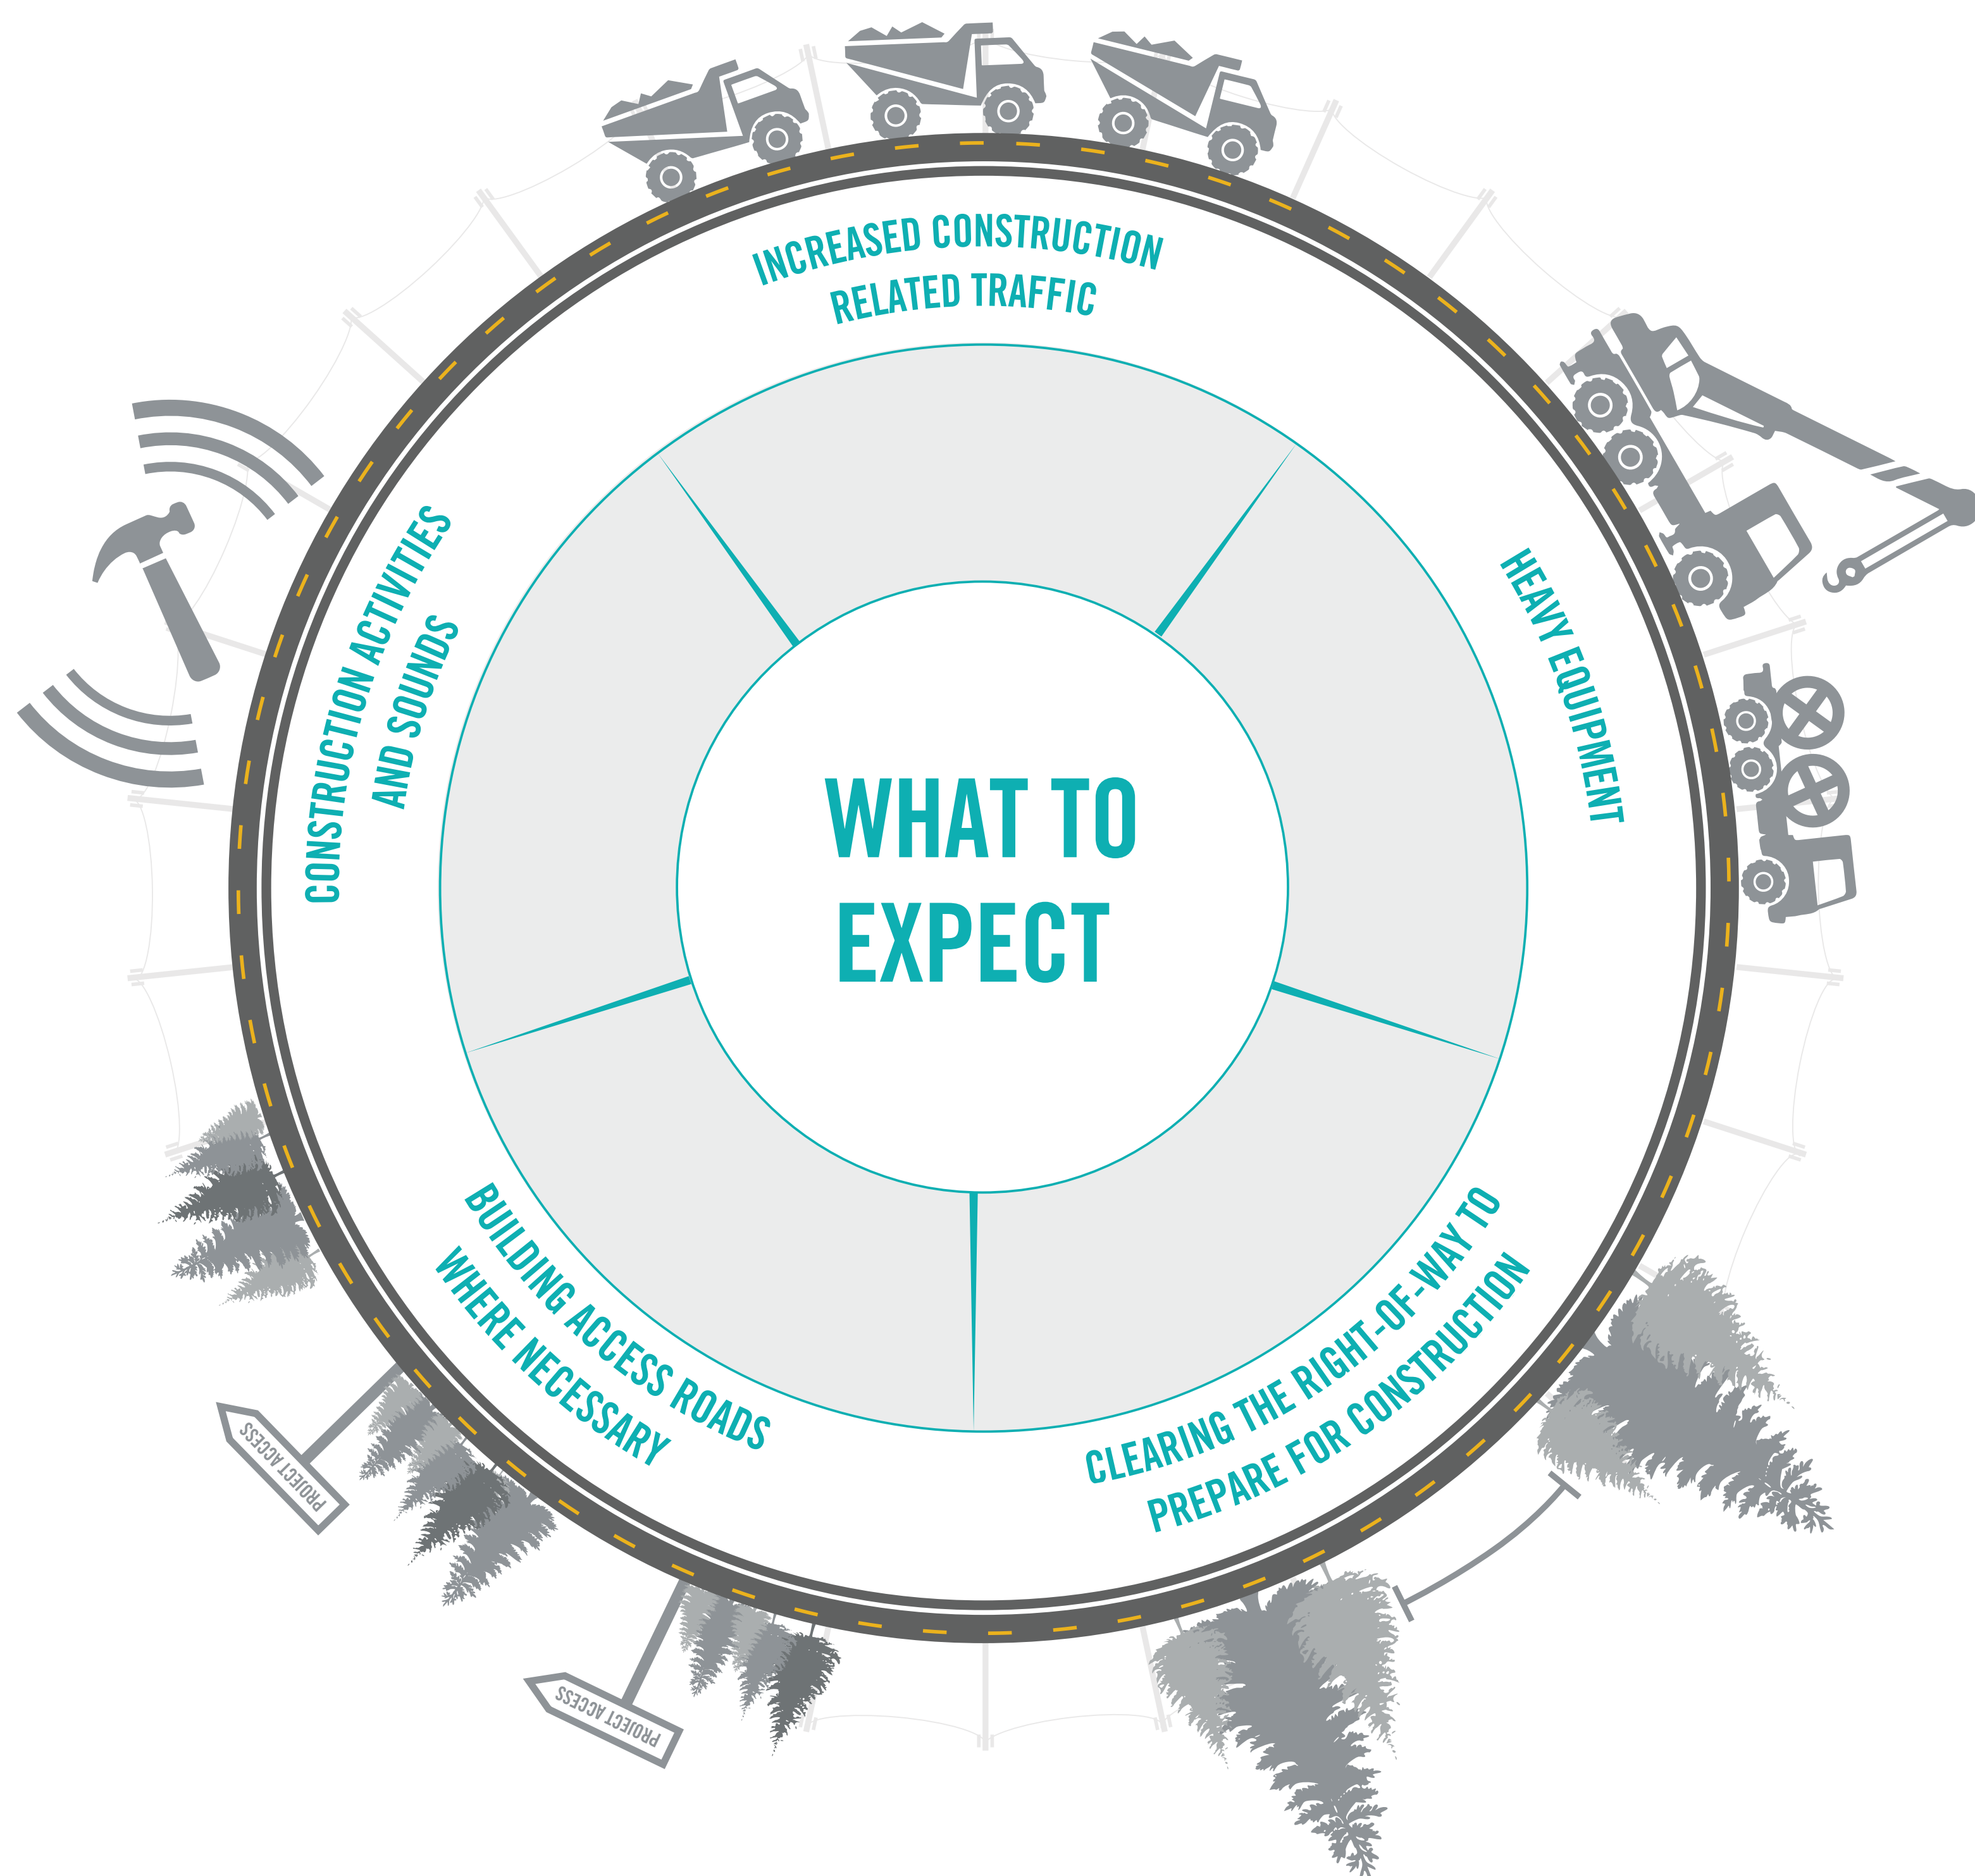 INCREASED CONSTRUCTION
RELATED TRAFFIC
HEAVY EQUIPMENT
CLEARING THE RIGHT-OF-WAY TO
PREPARE FOR CONSTRUCTION
BUILDING ACCESS ROADS
WHERE NECESSARY
CONSTRUCTION ACTIVITIES
AND SOUNDS
WHAT TO
EXPECT
PROJECT ACCESS
PROJECT ACCESS